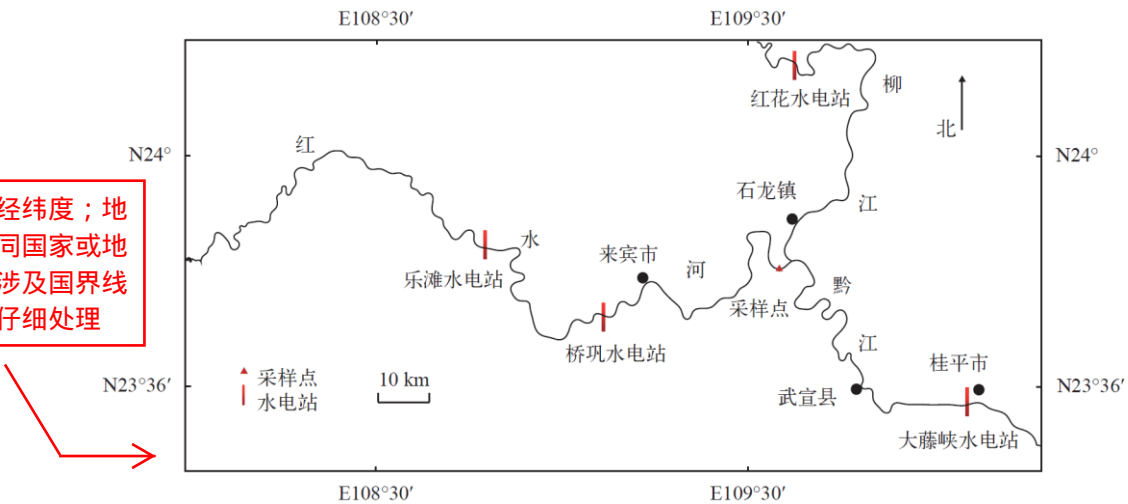 E108°30′
E109°30′
红花水电站
柳
北
N24°
红
N24°
经纬度；地
同国家或地
涉及国界线
仔细处理
石龙镇
江
水
来宾市
河
乐滩水电站
黔
采样点
桥巩水电站
江
桂平市
N23°36′
采样点
10 km
水电站
武宣县
N23°36′
大藤峡水电站
E108°30′
E109°30′